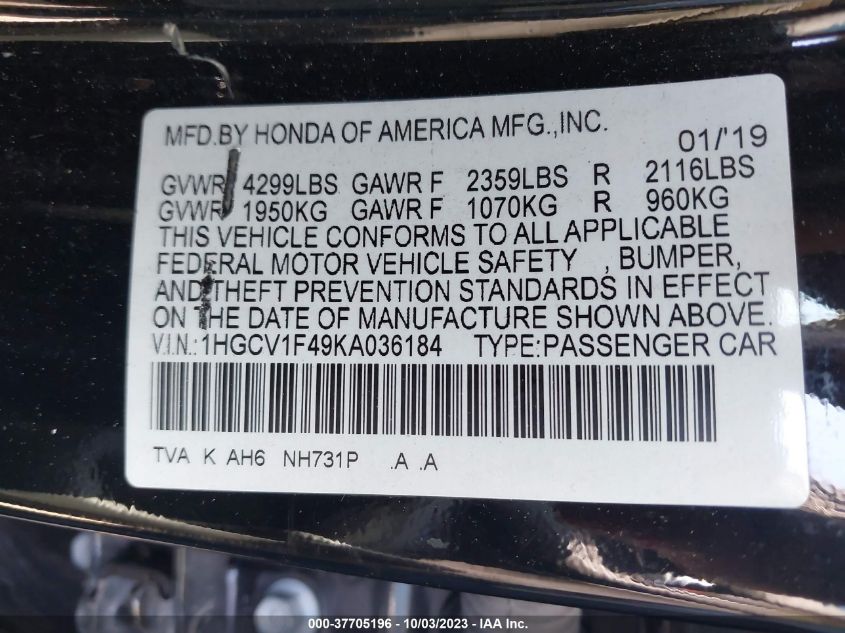 MFD.BY HONDA OF AMERICA MFG.,INC.
01/'19
GVWR 4299LBS GAWR F 2359LBS R 2116LBS
GVWR 1950KG GAWR F 1070KG R 960KG
THIS VEHICLE CONFORMS TO ALL APPLICABLE
FEDERAL MOTOR VEHICLE SAFETY , BUMPER,
AND THEFT PREVENTION STANDARDS IN EFFECT
ON THE DATE OF MANUFACTURE SHOWN ABOVE.
V.I.N.:1HGCV1F49KA036184 TYPE:PASSENGER CAR
TVA K AH6 NH731P .A .A
000-37705196 - 10/03/2023 - IAA Inc.